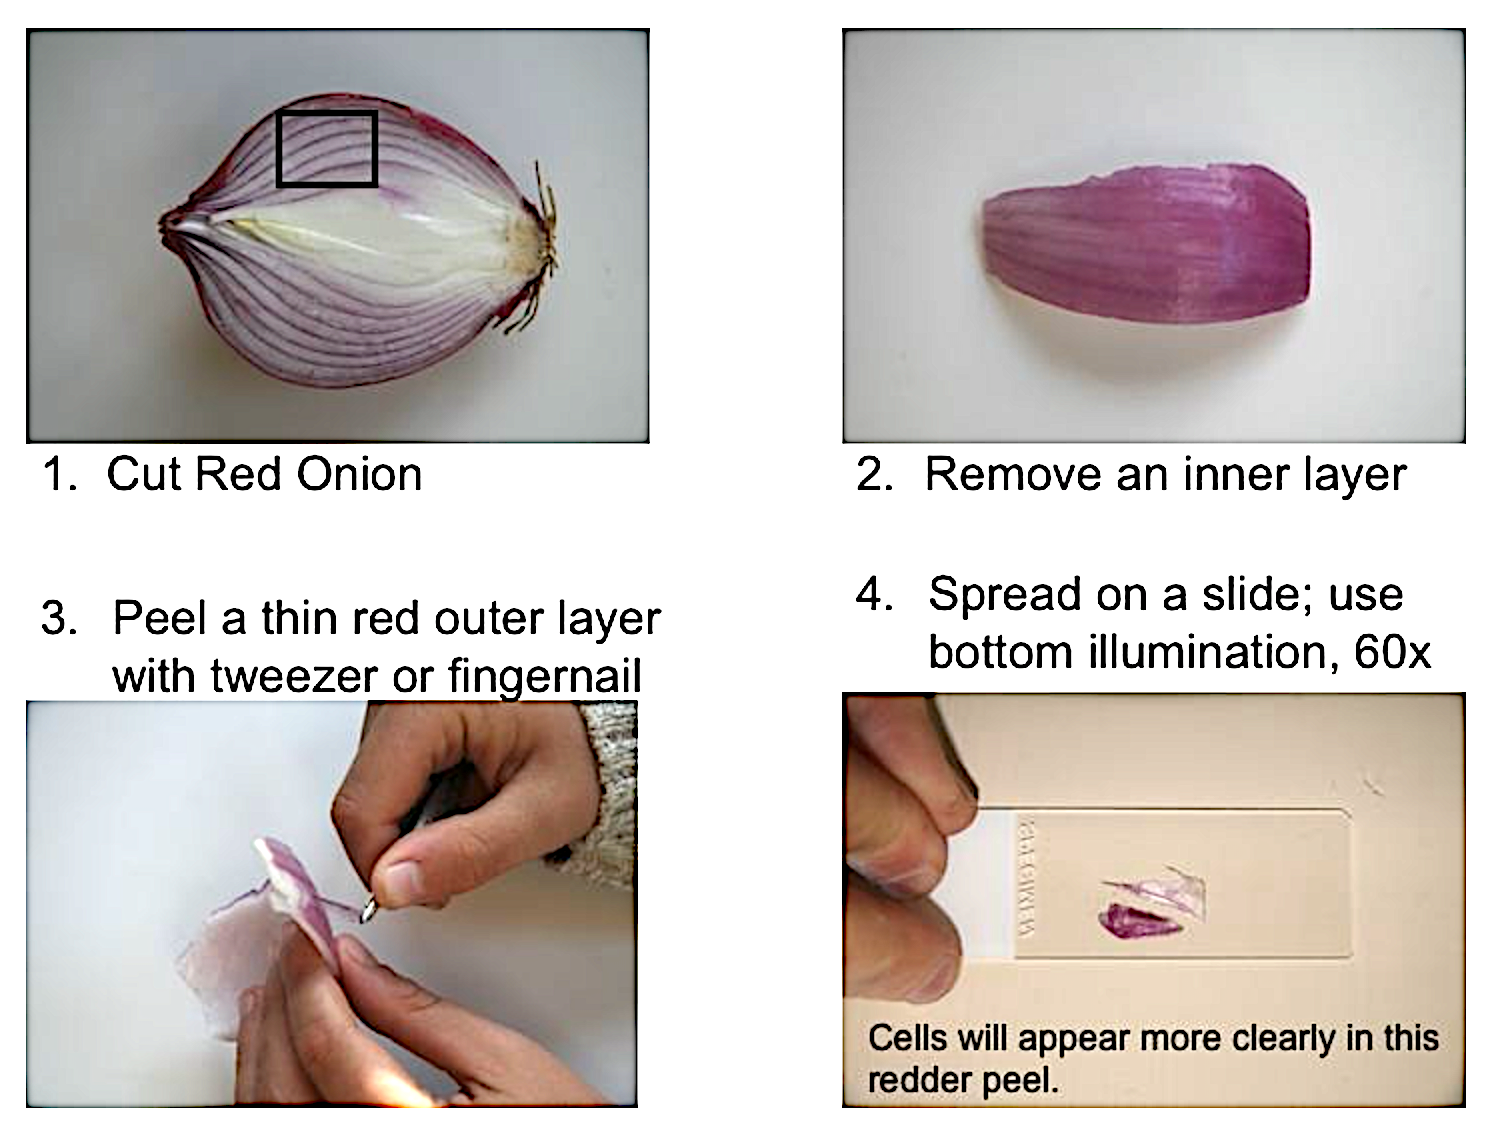 1. Cut Red Onion
2. Remove an inner layer
3. Peel a thin red outer layer
with tweezer or fingernail
4. Spread on a slide; use
bottom illumination, 60x
Cells will appear more clearly in this
redder peel.